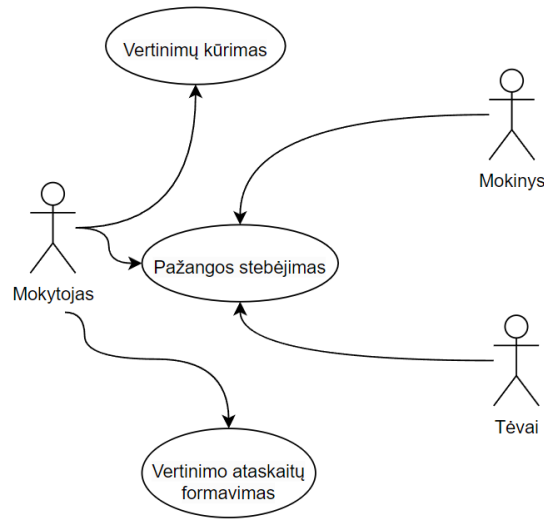 Vertinimų kūrimas
Mokinys
Mokytojas
Pažangos stebėjimas
Tėvai
Vertinimo ataskaitų
formavimas